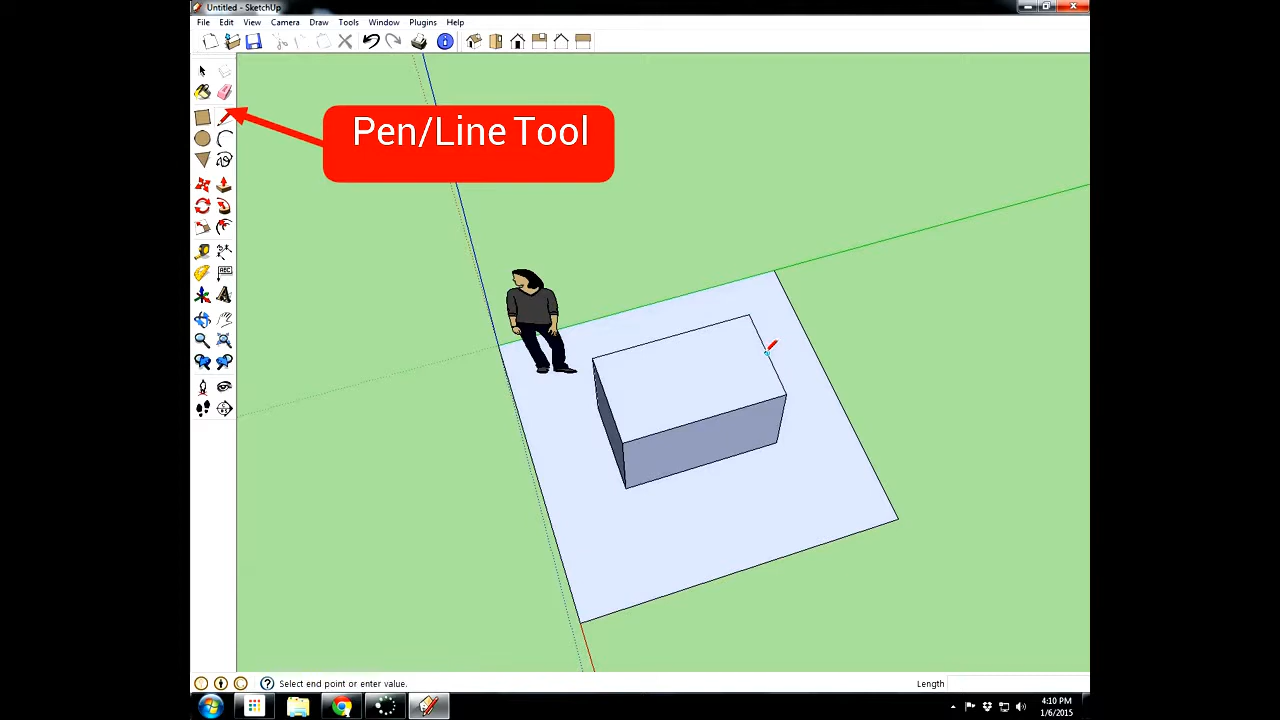 Untitled - SketchUp
File Edit View Camera Draw Tools Window Plugins Help
Pen/Line Tool
ABC
Select end point or enter value.
Length
4:10 PM
1/6/2015